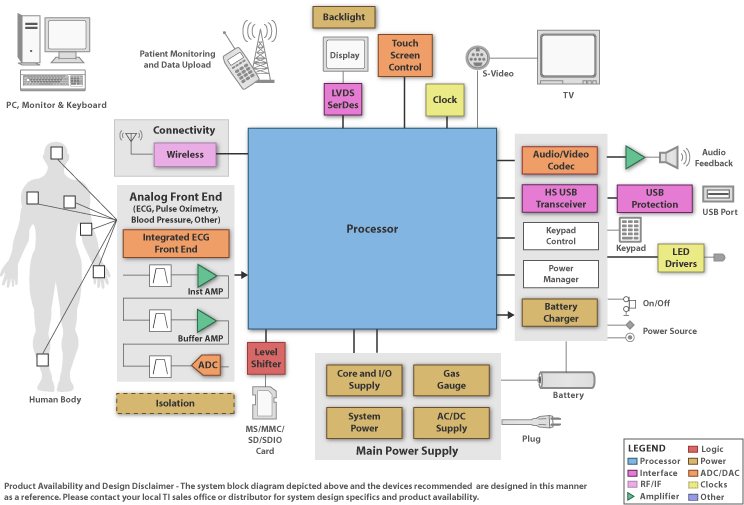 Backlight
Patient Monitoring
and Data Upload
Display
Touch
Screen
Control
S-Video
TV
PC, Monitor & Keyboard
LVDS
SerDes
Clock
Connectivity
Wireless
Audio/Video
Codec
Audio
Feedback
Analog Front End
(ECG, Pulse Oximetry,
Blood Pressure, Other)
Integrated ECG
Front End
Processor
HS USB
Transceiver
USB
Protection
USB Port
Keypad
Control
Keypad
LED
Drivers
Power
Manager
Inst AMP
Battery
Charger
On/Off
Power Source
Buffer AMP
ADC
Level
Shifter
Human Body
Isolation
MS/MMC/
SD/SDIO
Card
Core and I/O
Supply
Gas
Gauge
Battery
System
Power
AC/DC
Supply
Plug
Main Power Supply
LEGEND
Processor
Interface
RF/IF
Amplifier
Logic
Power
ADC/DAC
Clocks
Other
Product Availability and Design Disclaimer - The system block diagram depicted above and the devices recommended are designed in this manner
as a reference. Please contact your local TI sales office or distributor for system design specifics and product availability.